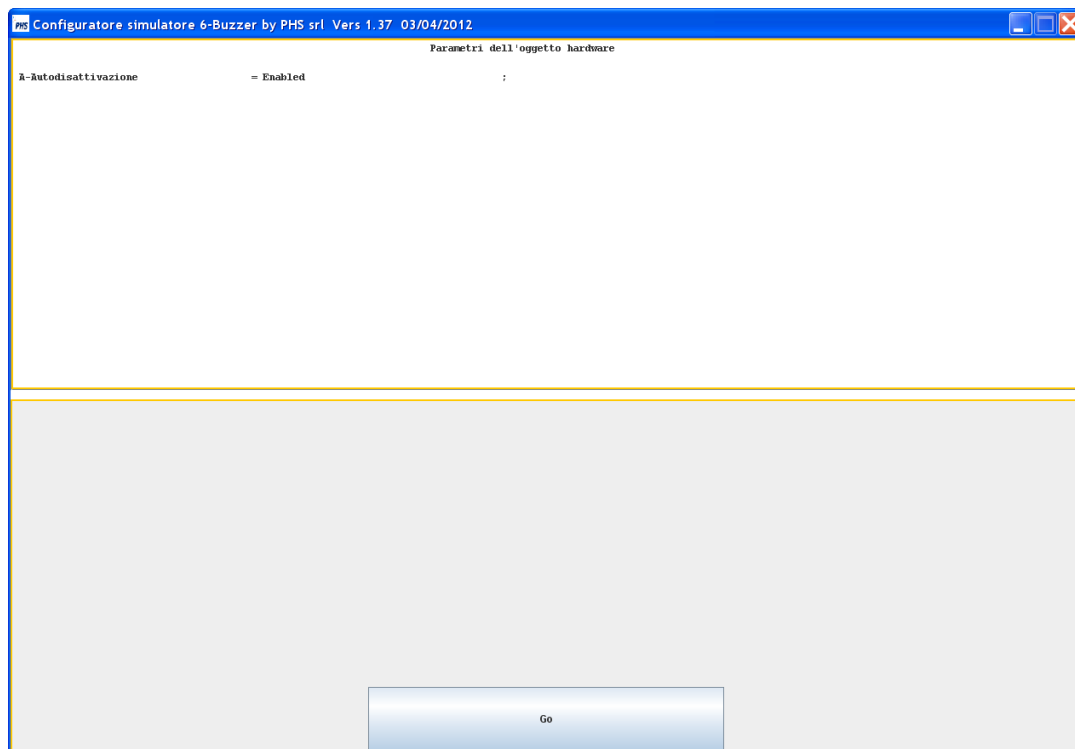 PHS Configuratore simulatore 6-Buzzer by PHS srl Vers 1.37 03/04/2012
Parametri dell'oggetto hardware
A-Autodisattivazione = Enabled ;
Go